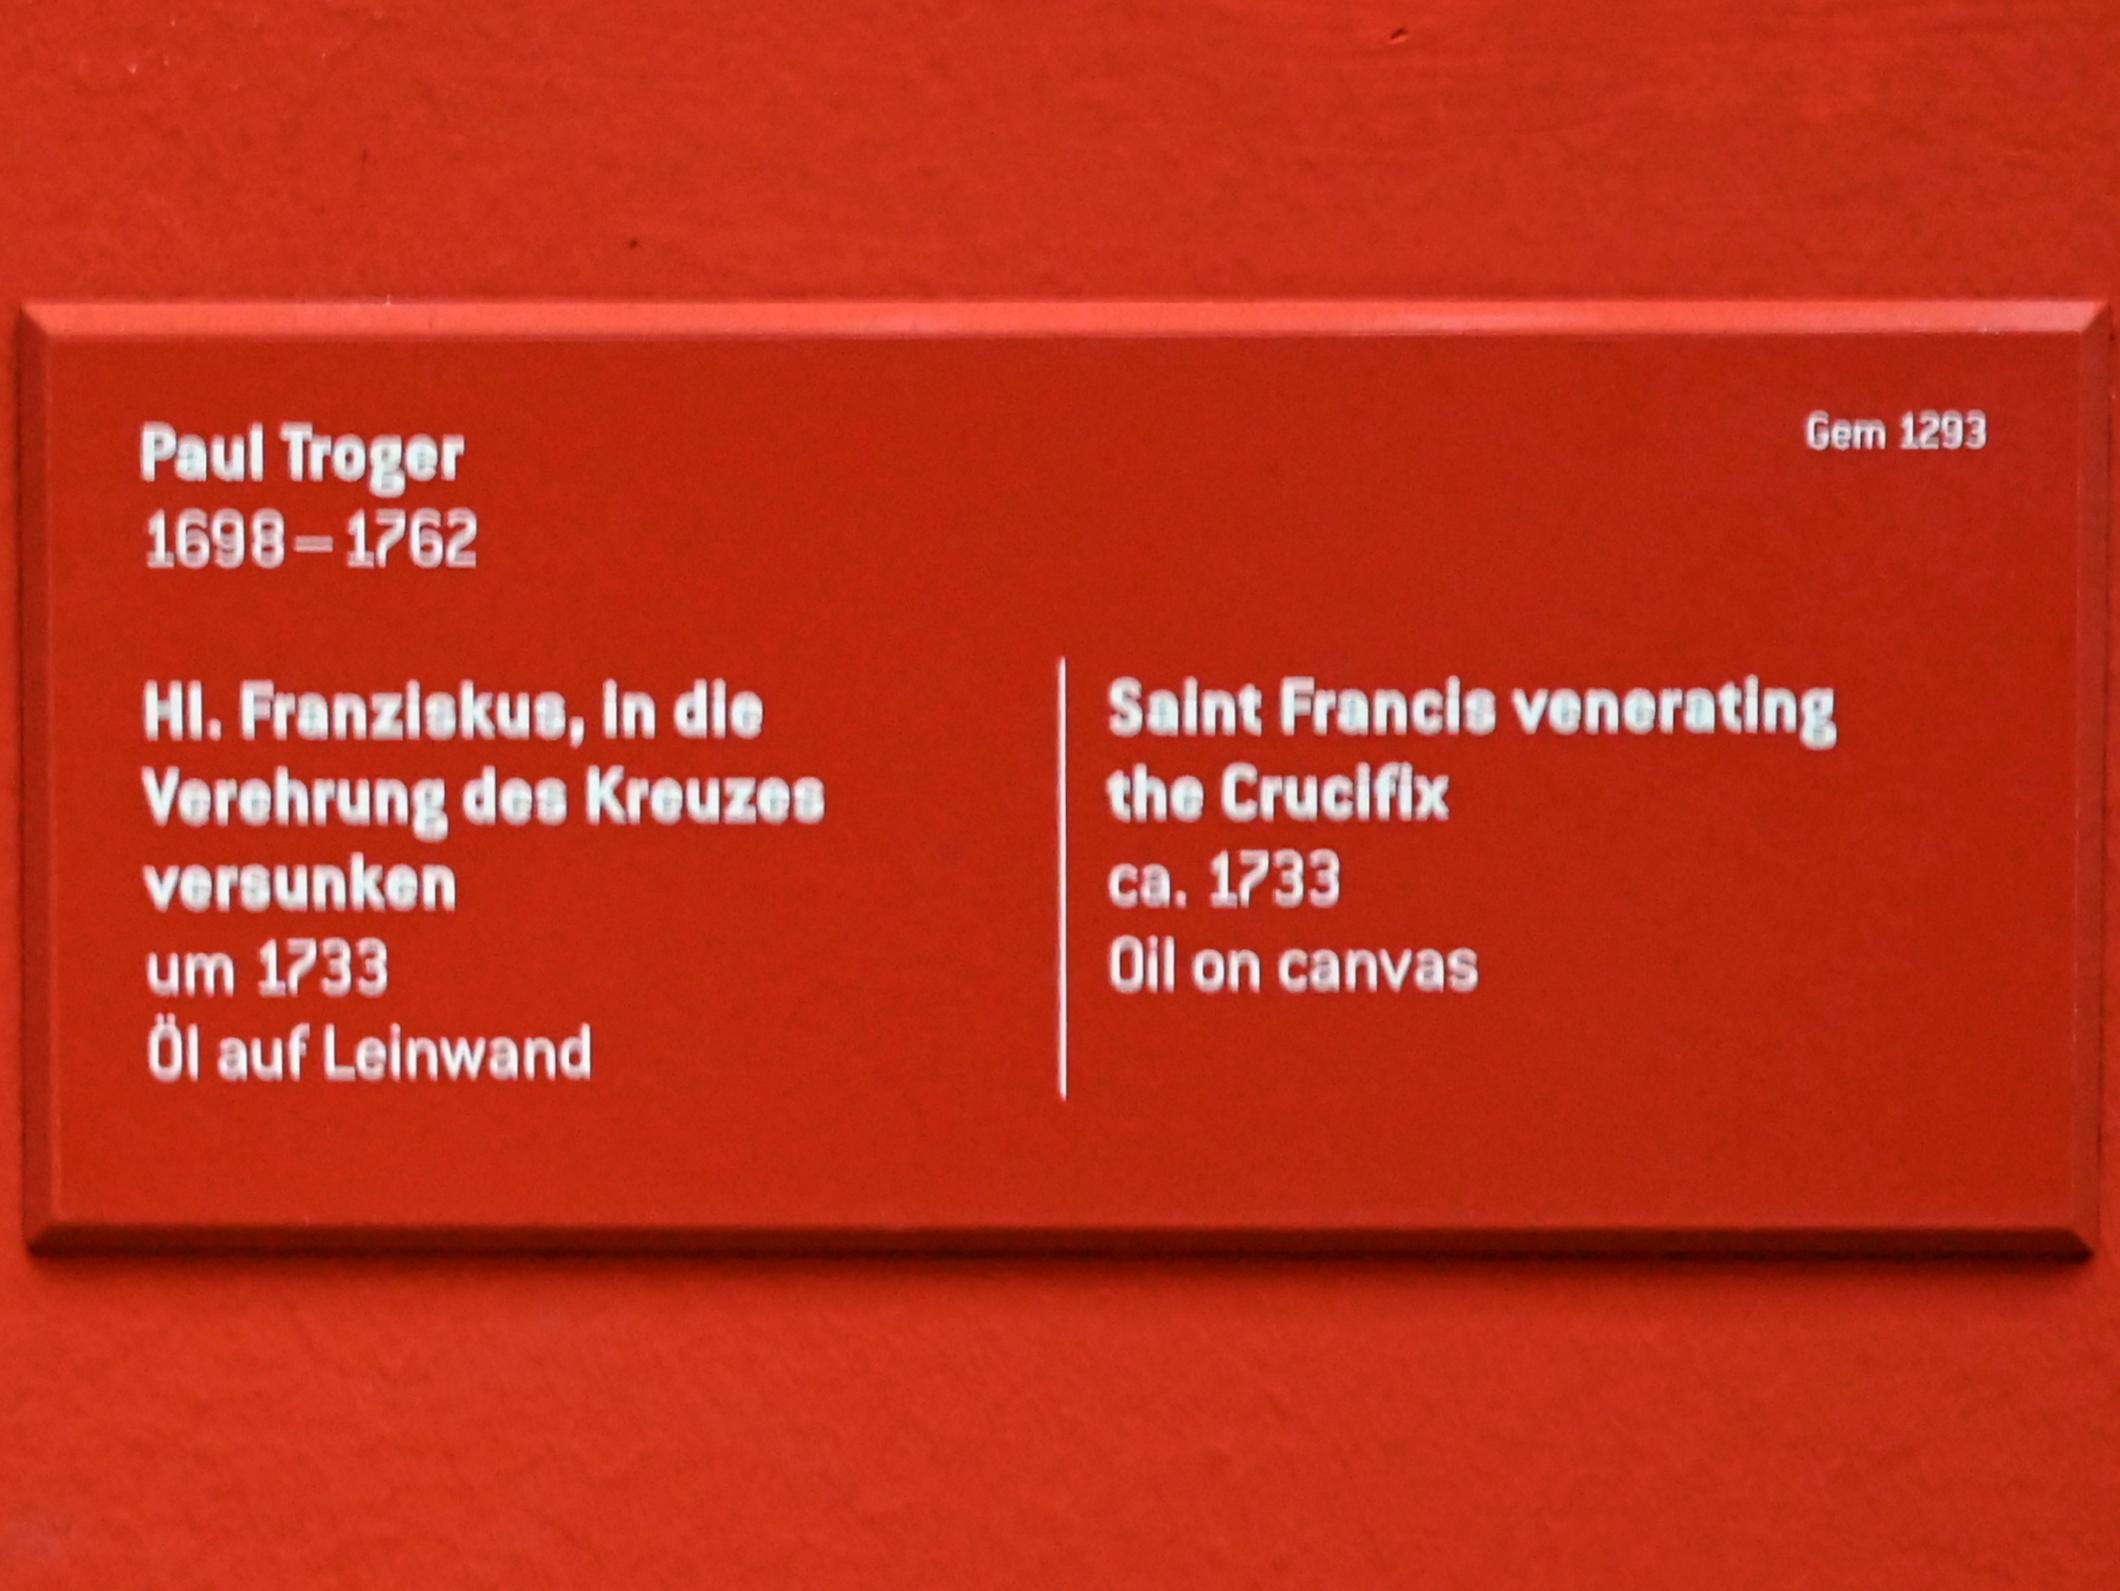 Paul Troger
1698 – 1762
Gem 1293
Hl. Franziskus, in die
Verehrung des Kreuzes
versunken
um 1733
Öl auf Leinwand
Saint Francis venerating
the Crucifix
ca. 1733
Oil on canvas